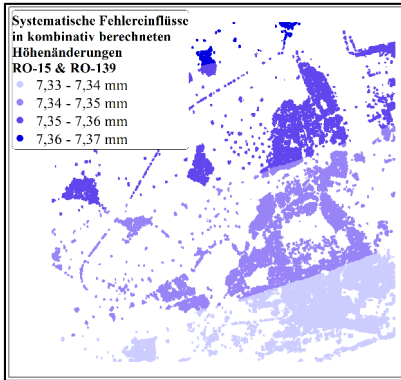 Systematische Fehlereinflüsse
in kombinativ berechneten
Höhenänderungen
RO-15 & RO-139
7,33 - 7,34 mm
7,34 - 7,35 mm
7,35 - 7,36 mm
7,36 - 7,37 mm